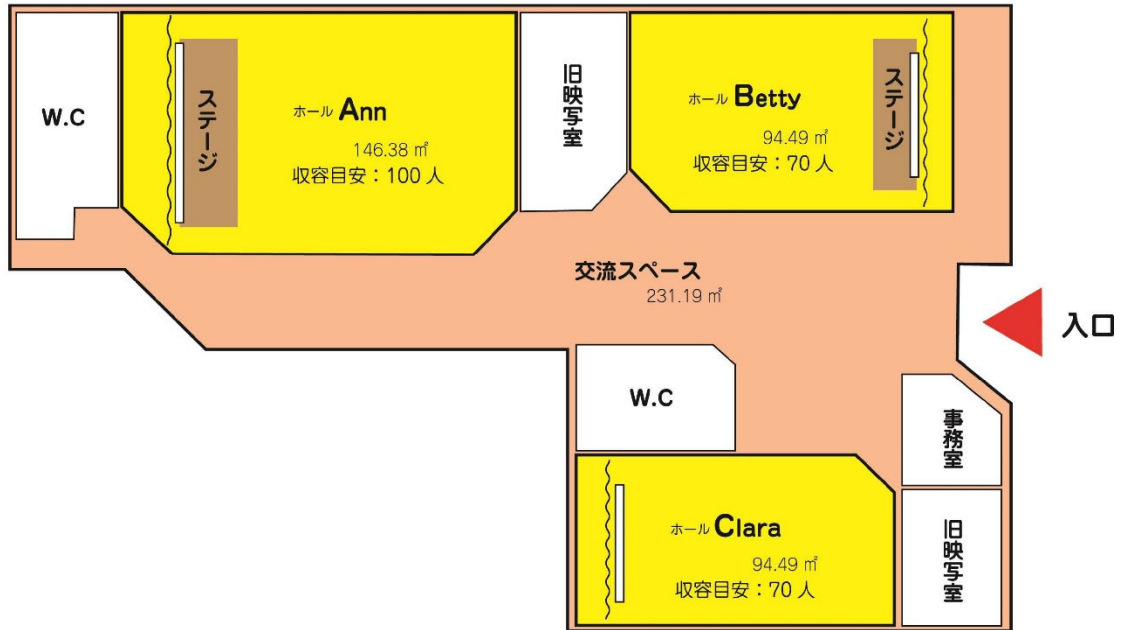 W.C
ステージ
ホール Ann
146.38 ㎡
収容目安：100 人
旧映写室
ホール Betty
94.49 ㎡
収容目安：70 人
ステージ
交流スペース
231.19 ㎡
入口
W.C
事務室
ホール Clara
94.49 ㎡
収容目安：70 人
旧映写室